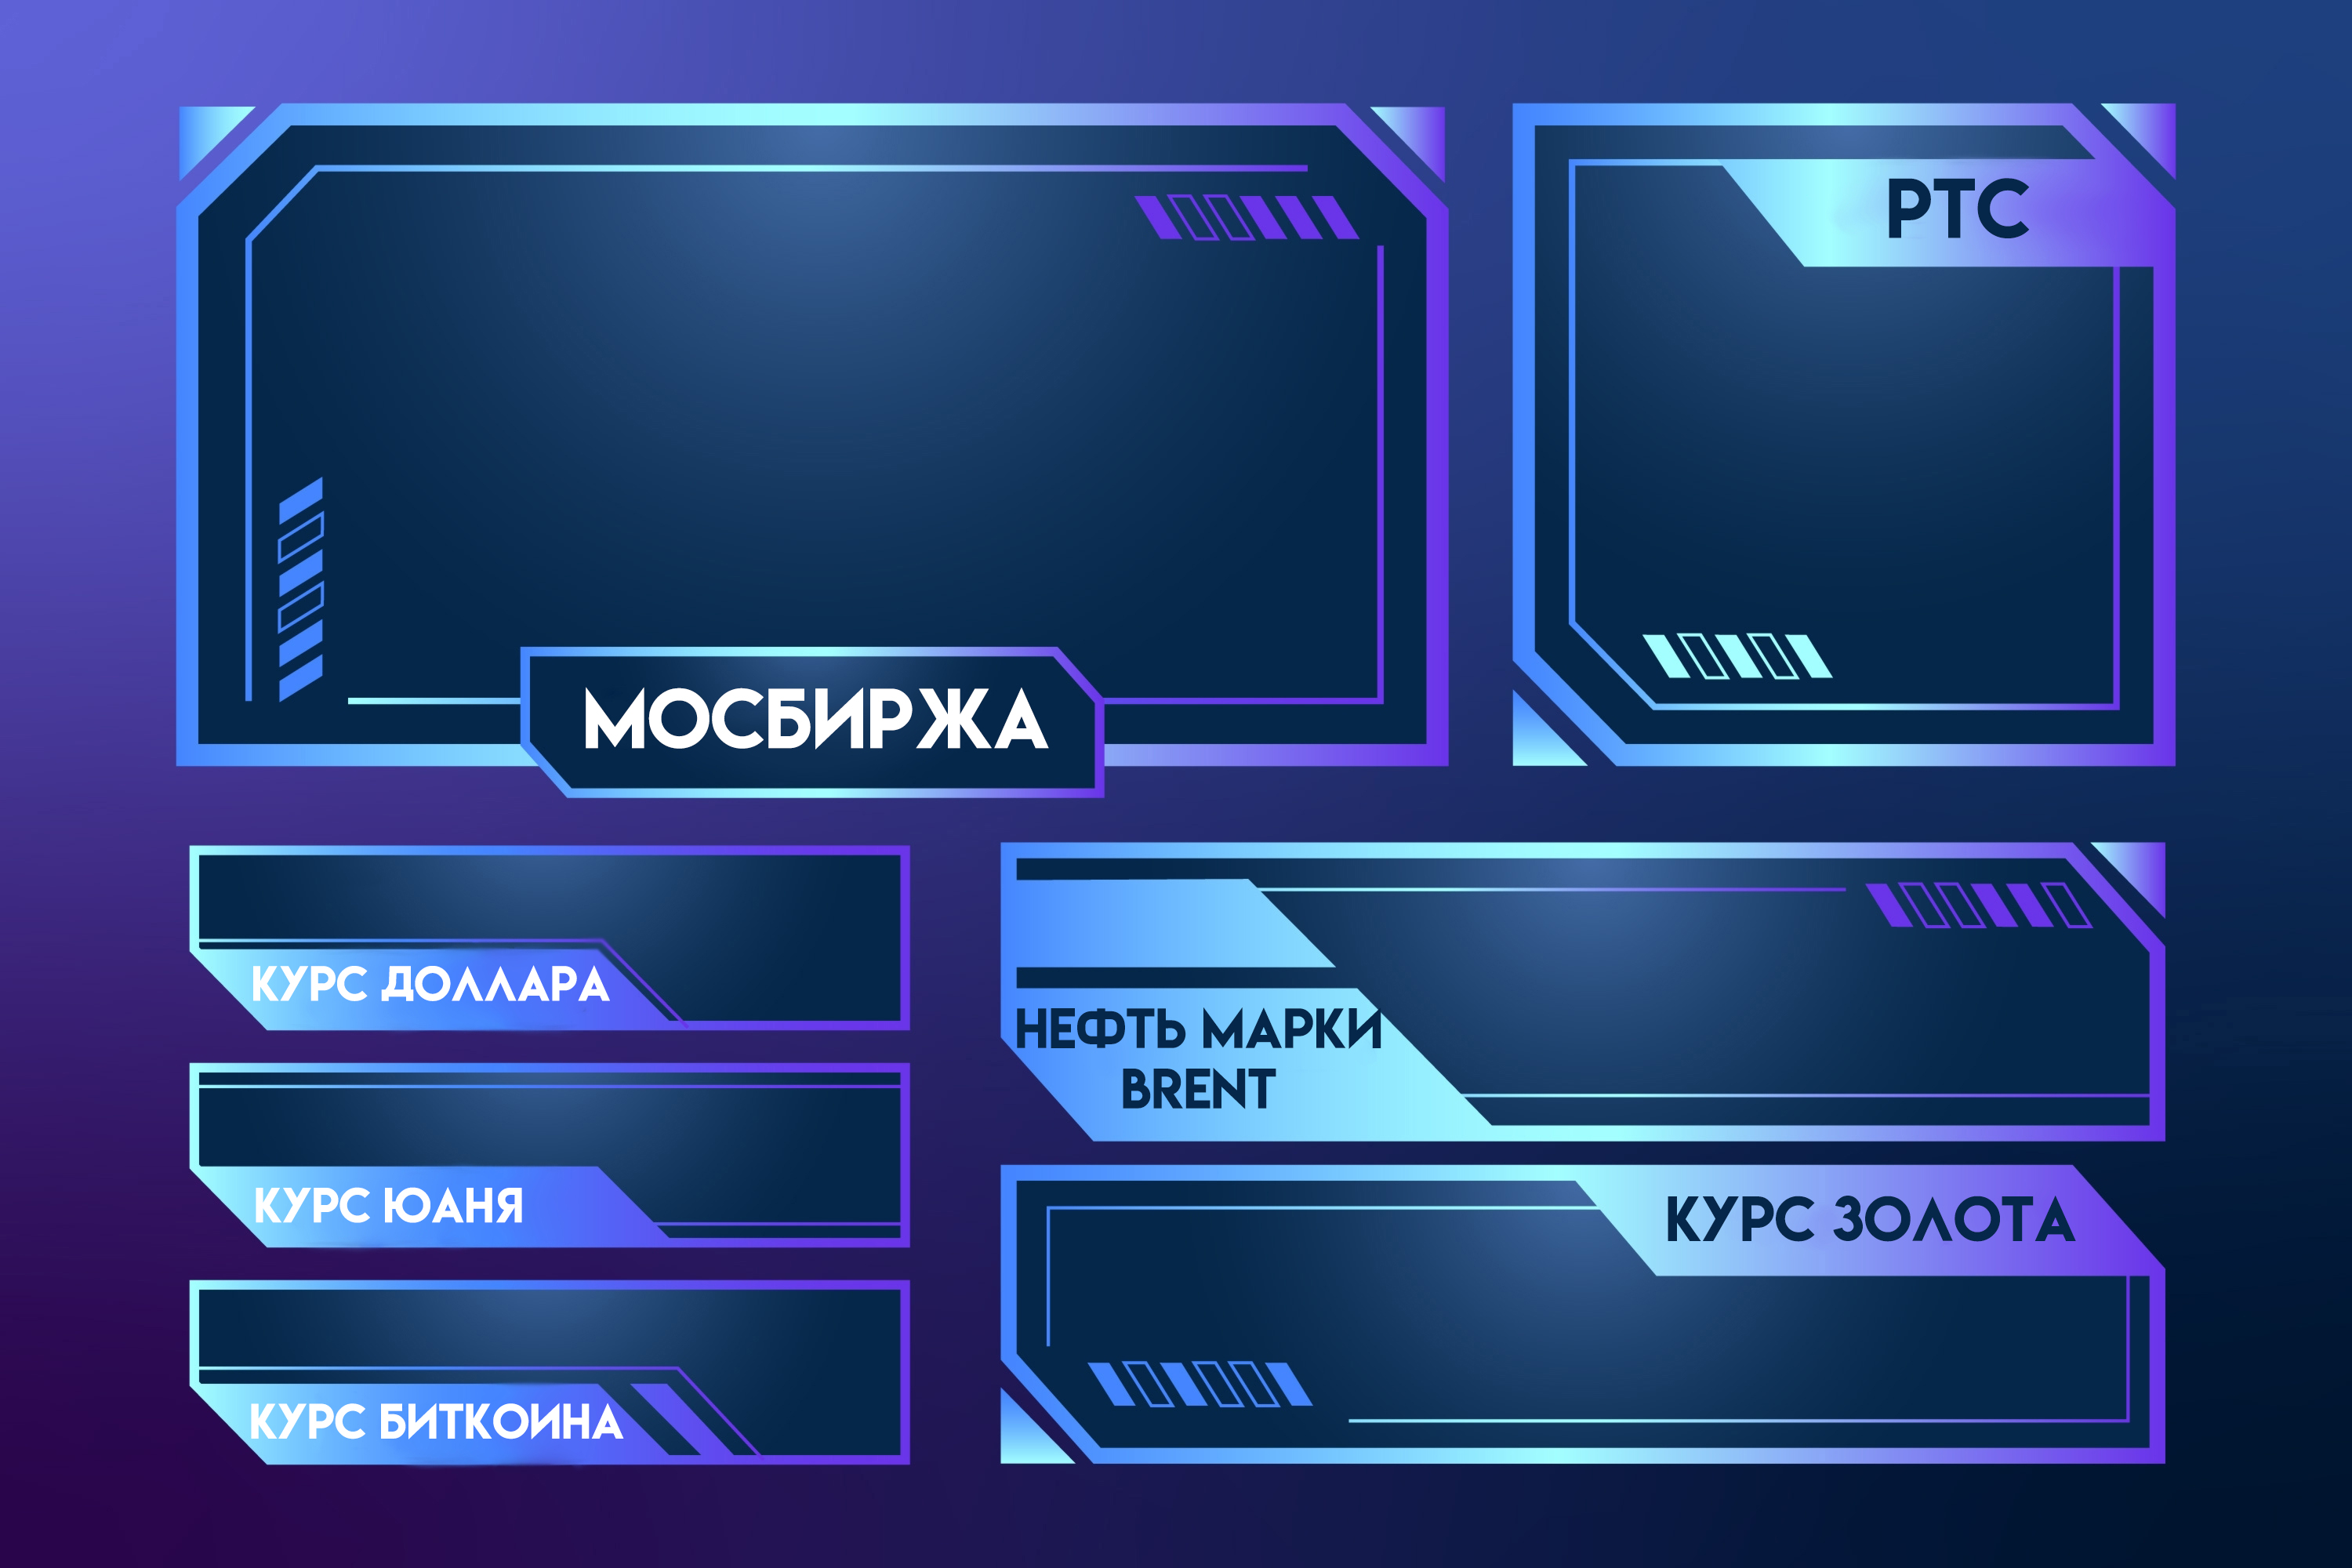 РТС
МОСБИРЖА
КУРС ДОЛЛАРА
НЕФТЬ МАРКИ
BRENT
КУРС ЮАНЯ
КУРС ЗОЛОТА
КУРС БИТКОИНА